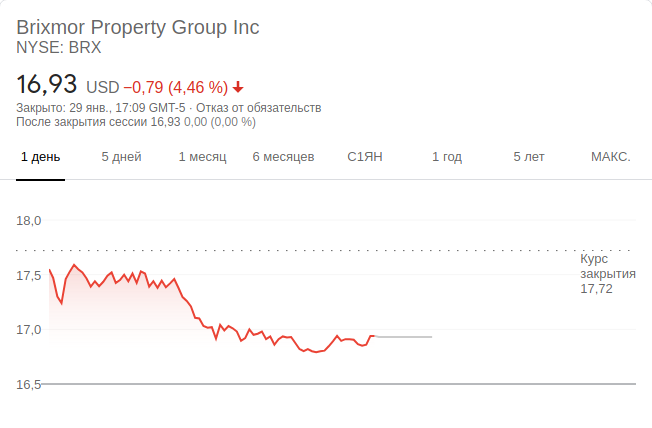 Brixmor Property Group Inc
NYSE: BRX
16,93 USD −0,79 (4,46 %)
Закрыто: 29 янв., 17:09 GMT-5 · Отказ от обязательств
После закрытия сессии 16,93 0,00 (0,00 %)
1 день 5 дней 1 месяц 6 месяцев С1ЯН 1 год 5 лет МАКС.
18,0
Курс
закрытия
17,72
17,5
17,0
16,5